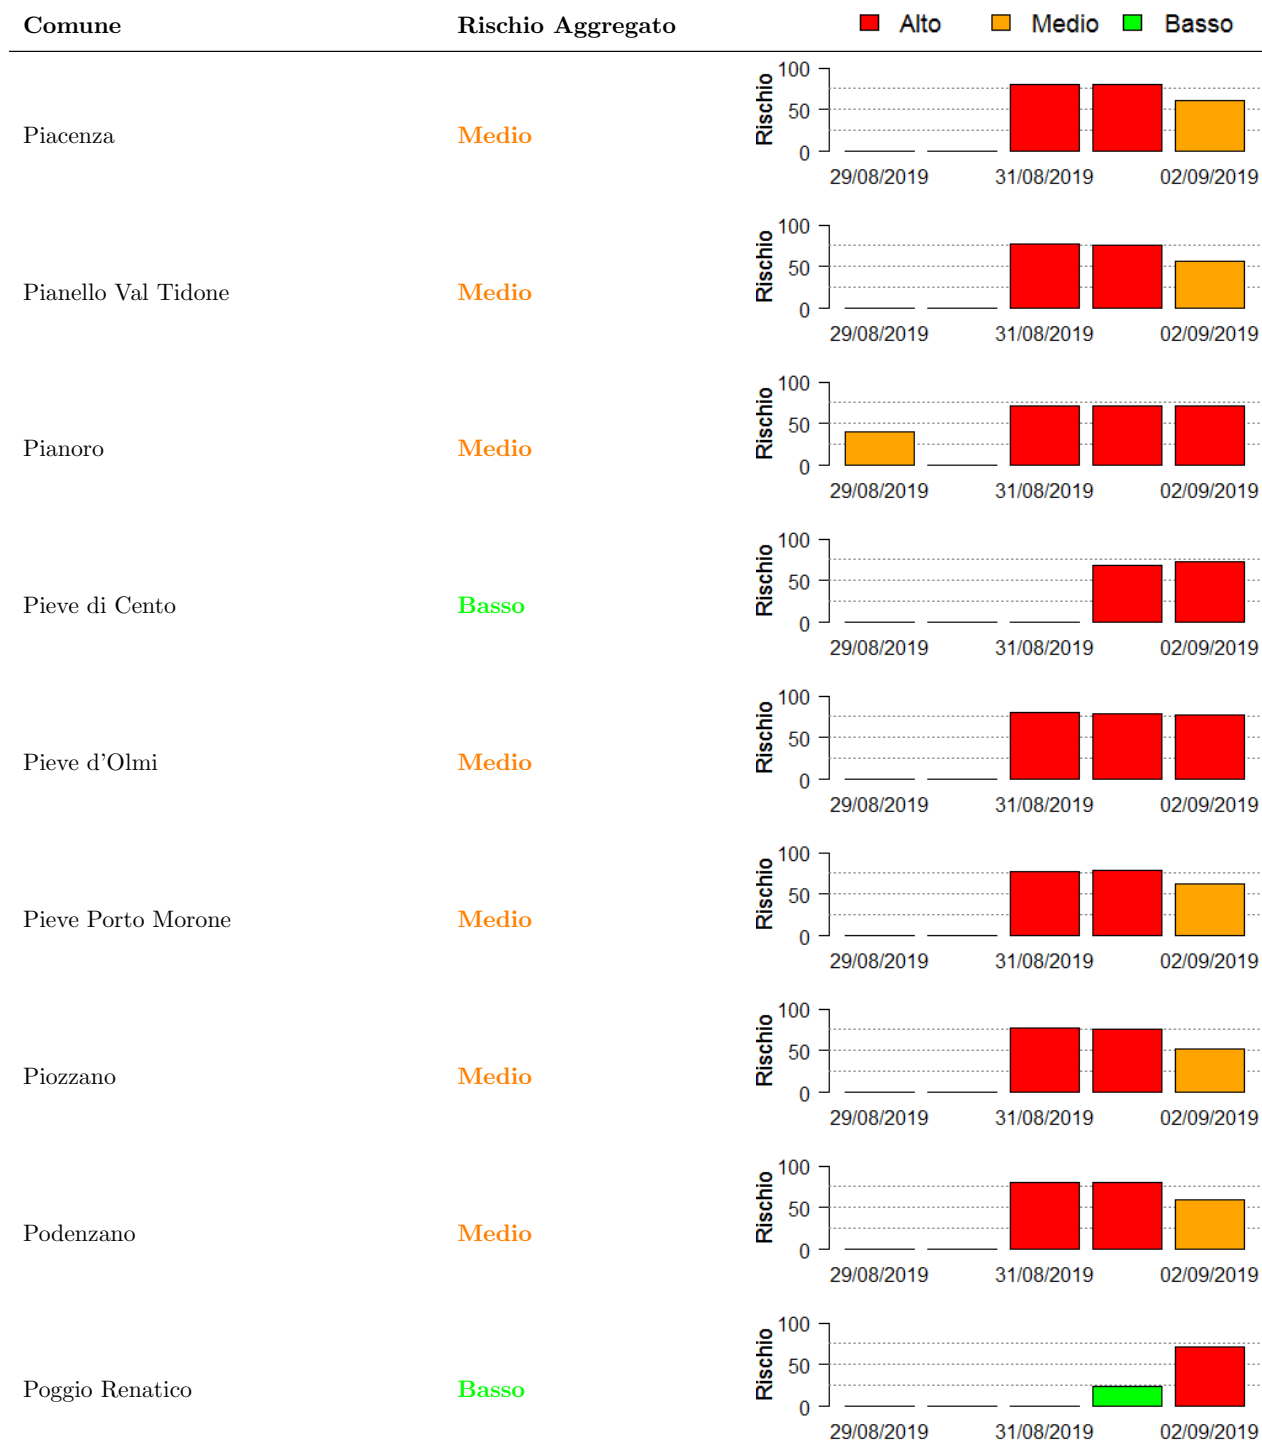 Comune Rischio Aggregato Alto Medio Basso
Piacenza Medio
Rischio
100
50
0
29/08/2019 31/08/2019 02/09/2019
Pianello Val Tidone Medio
Rischio
100
50
0
29/08/2019 31/08/2019 02/09/2019
Pianoro Medio
Rischio
100
50
0
29/08/2019 31/08/2019 02/09/2019
Pieve di Cento Basso
Rischio
100
50
0
29/08/2019 31/08/2019 02/09/2019
Pieve d'Olmi Medio
Rischio
100
50
0
29/08/2019 31/08/2019 02/09/2019
Pieve Porto Morone Medio
Rischio
100
50
0
29/08/2019 31/08/2019 02/09/2019
Piozzano Medio
Rischio
100
50
0
29/08/2019 31/08/2019 02/09/2019
Podenzano Medio
Rischio
100
50
0
29/08/2019 31/08/2019 02/09/2019
Poggio Renatico Basso
Rischio
100
50
0
29/08/2019 31/08/2019 02/09/2019